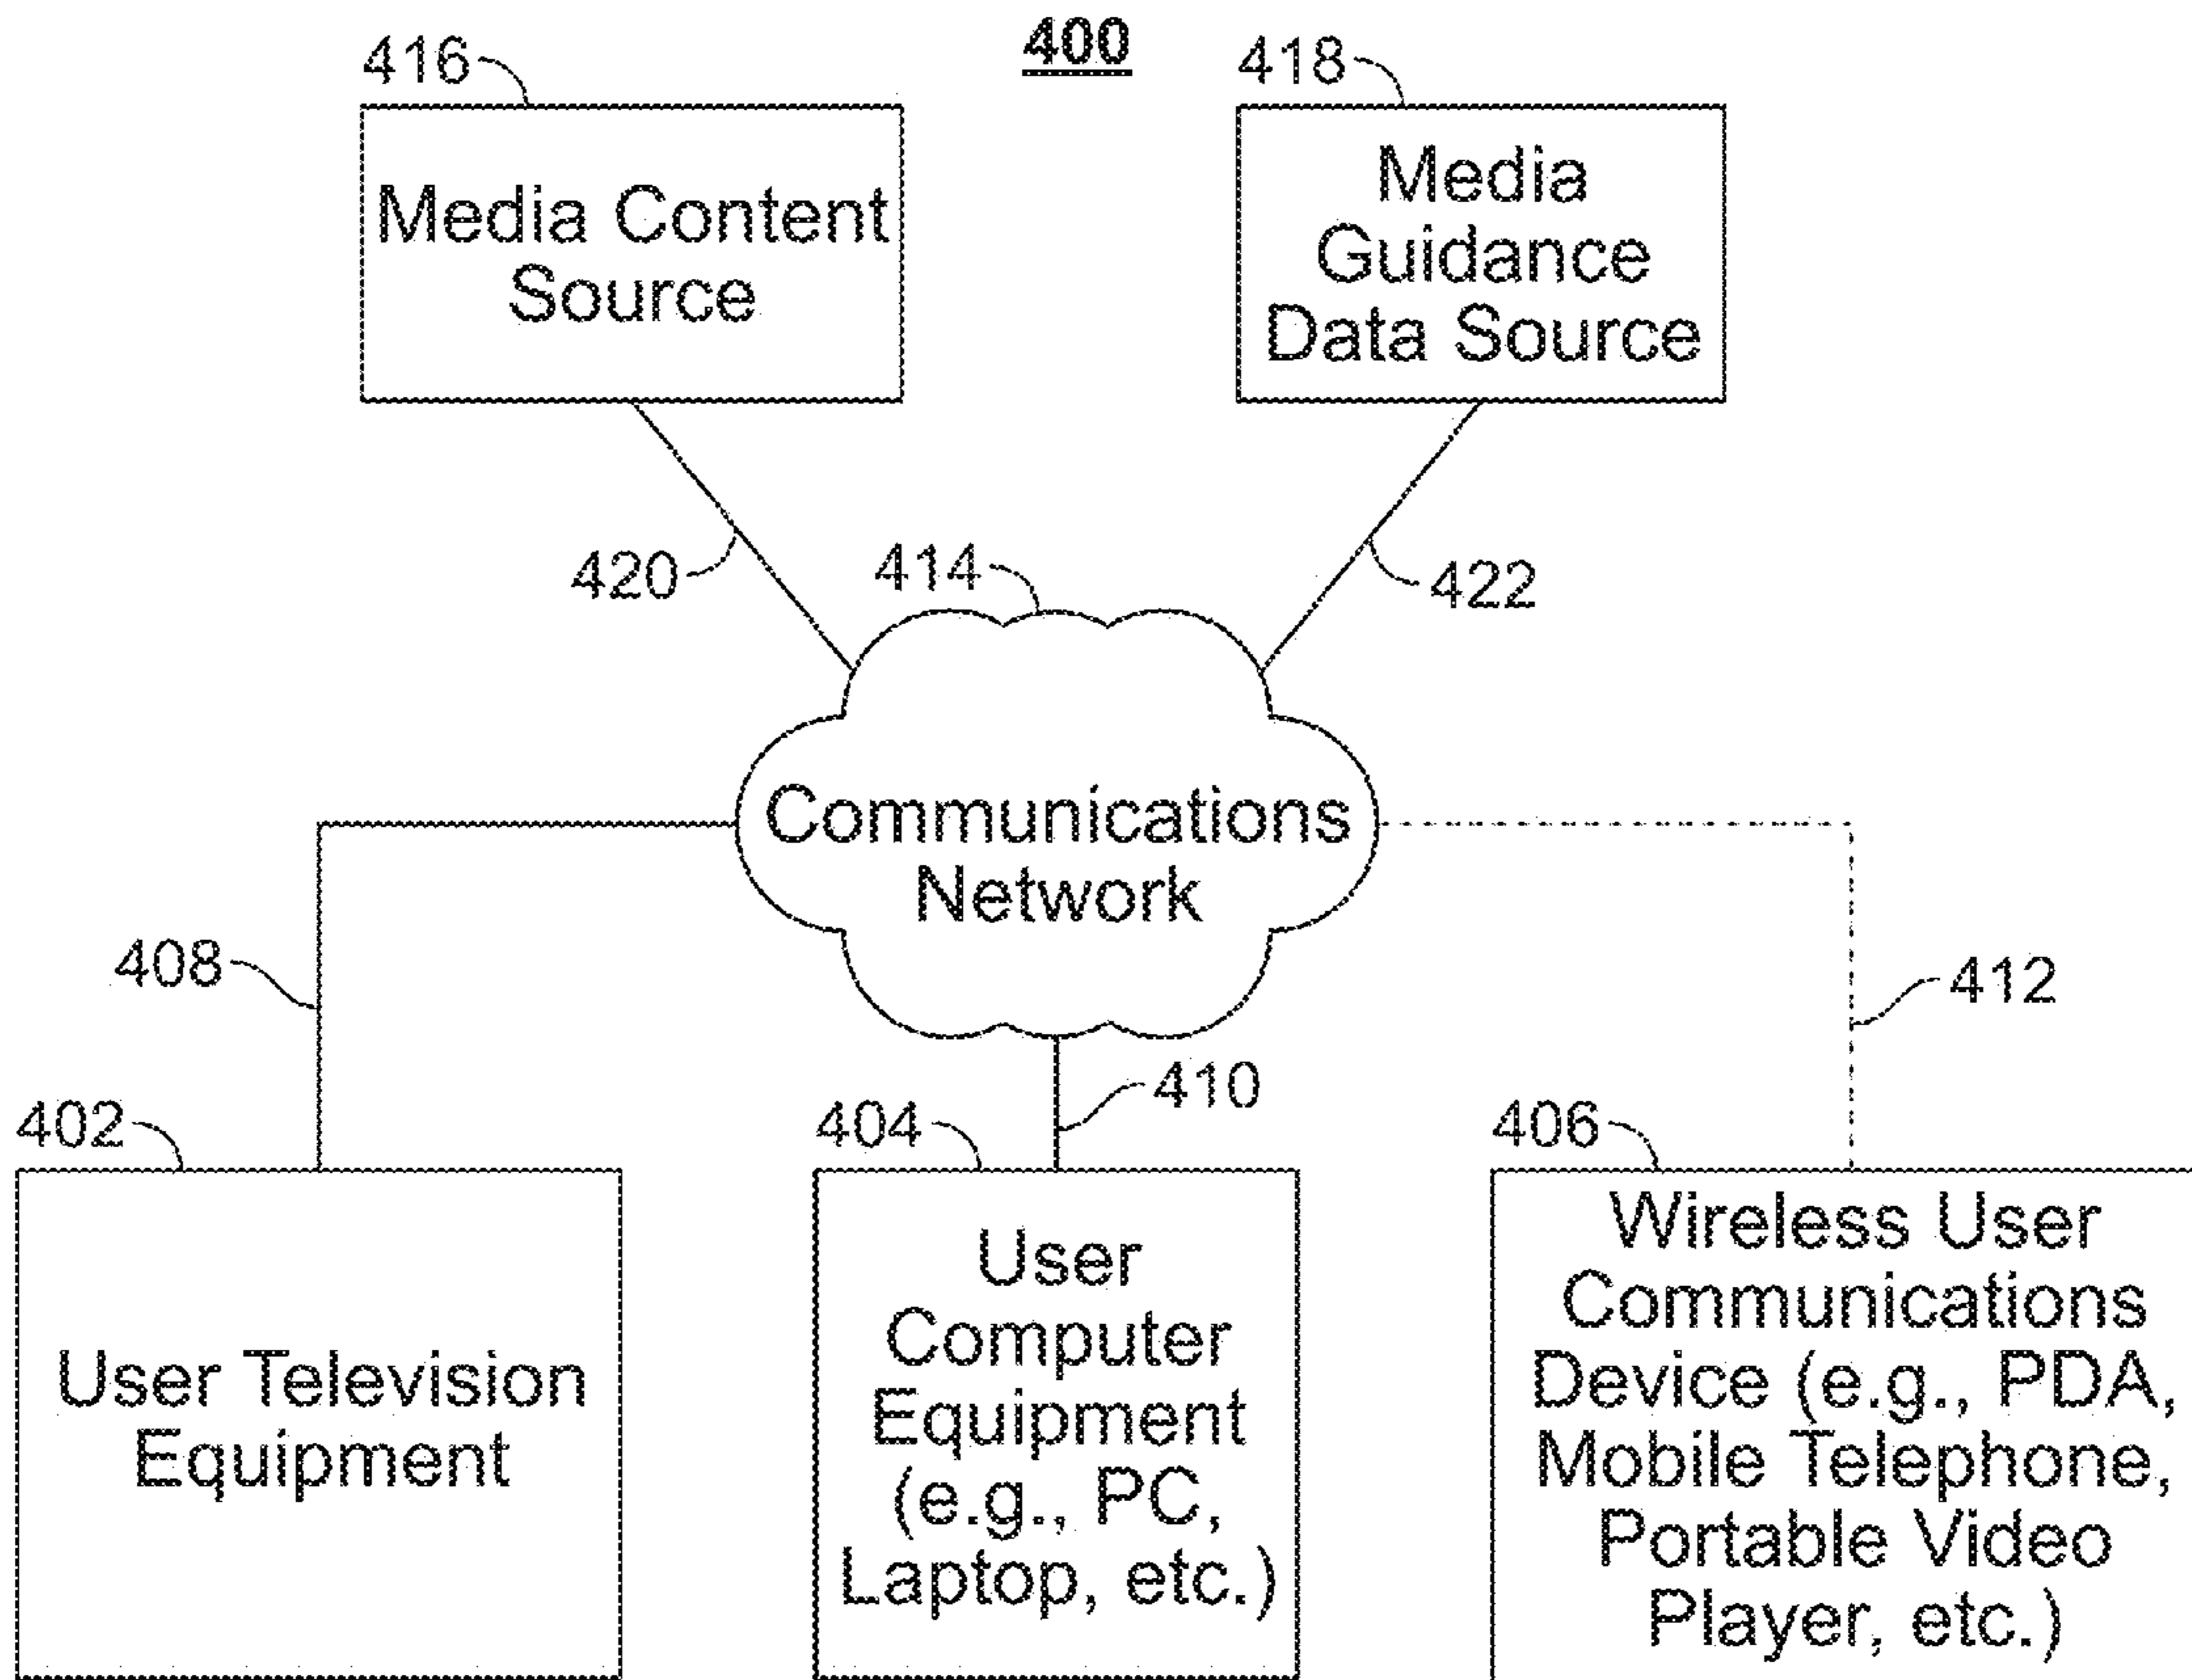 400
416
418
Media Content
Source
Media
Guidance
Data Source
420
414
422
Communications
Network
408
412
410
402
404
406
User Television
Equipment
User
Computer
Equipment
(e.g., PC,
Laptop, etc.)
Wireless User
Communications
Device (e.g., PDA,
Mobile Telephone,
Portable Video
Player, etc.)